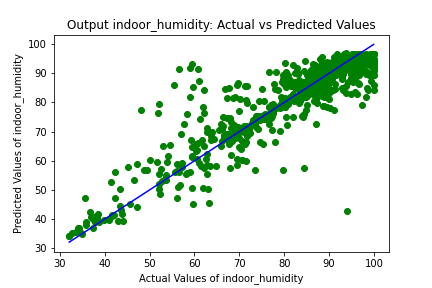 Output indoor_humidity: Actual vs Predicted Values
Predicted Values of indoor_humidity
100
90
80
70
60
50
40
30
30 40 50 60 70 80 90 100
Actual Values of indoor_humidity